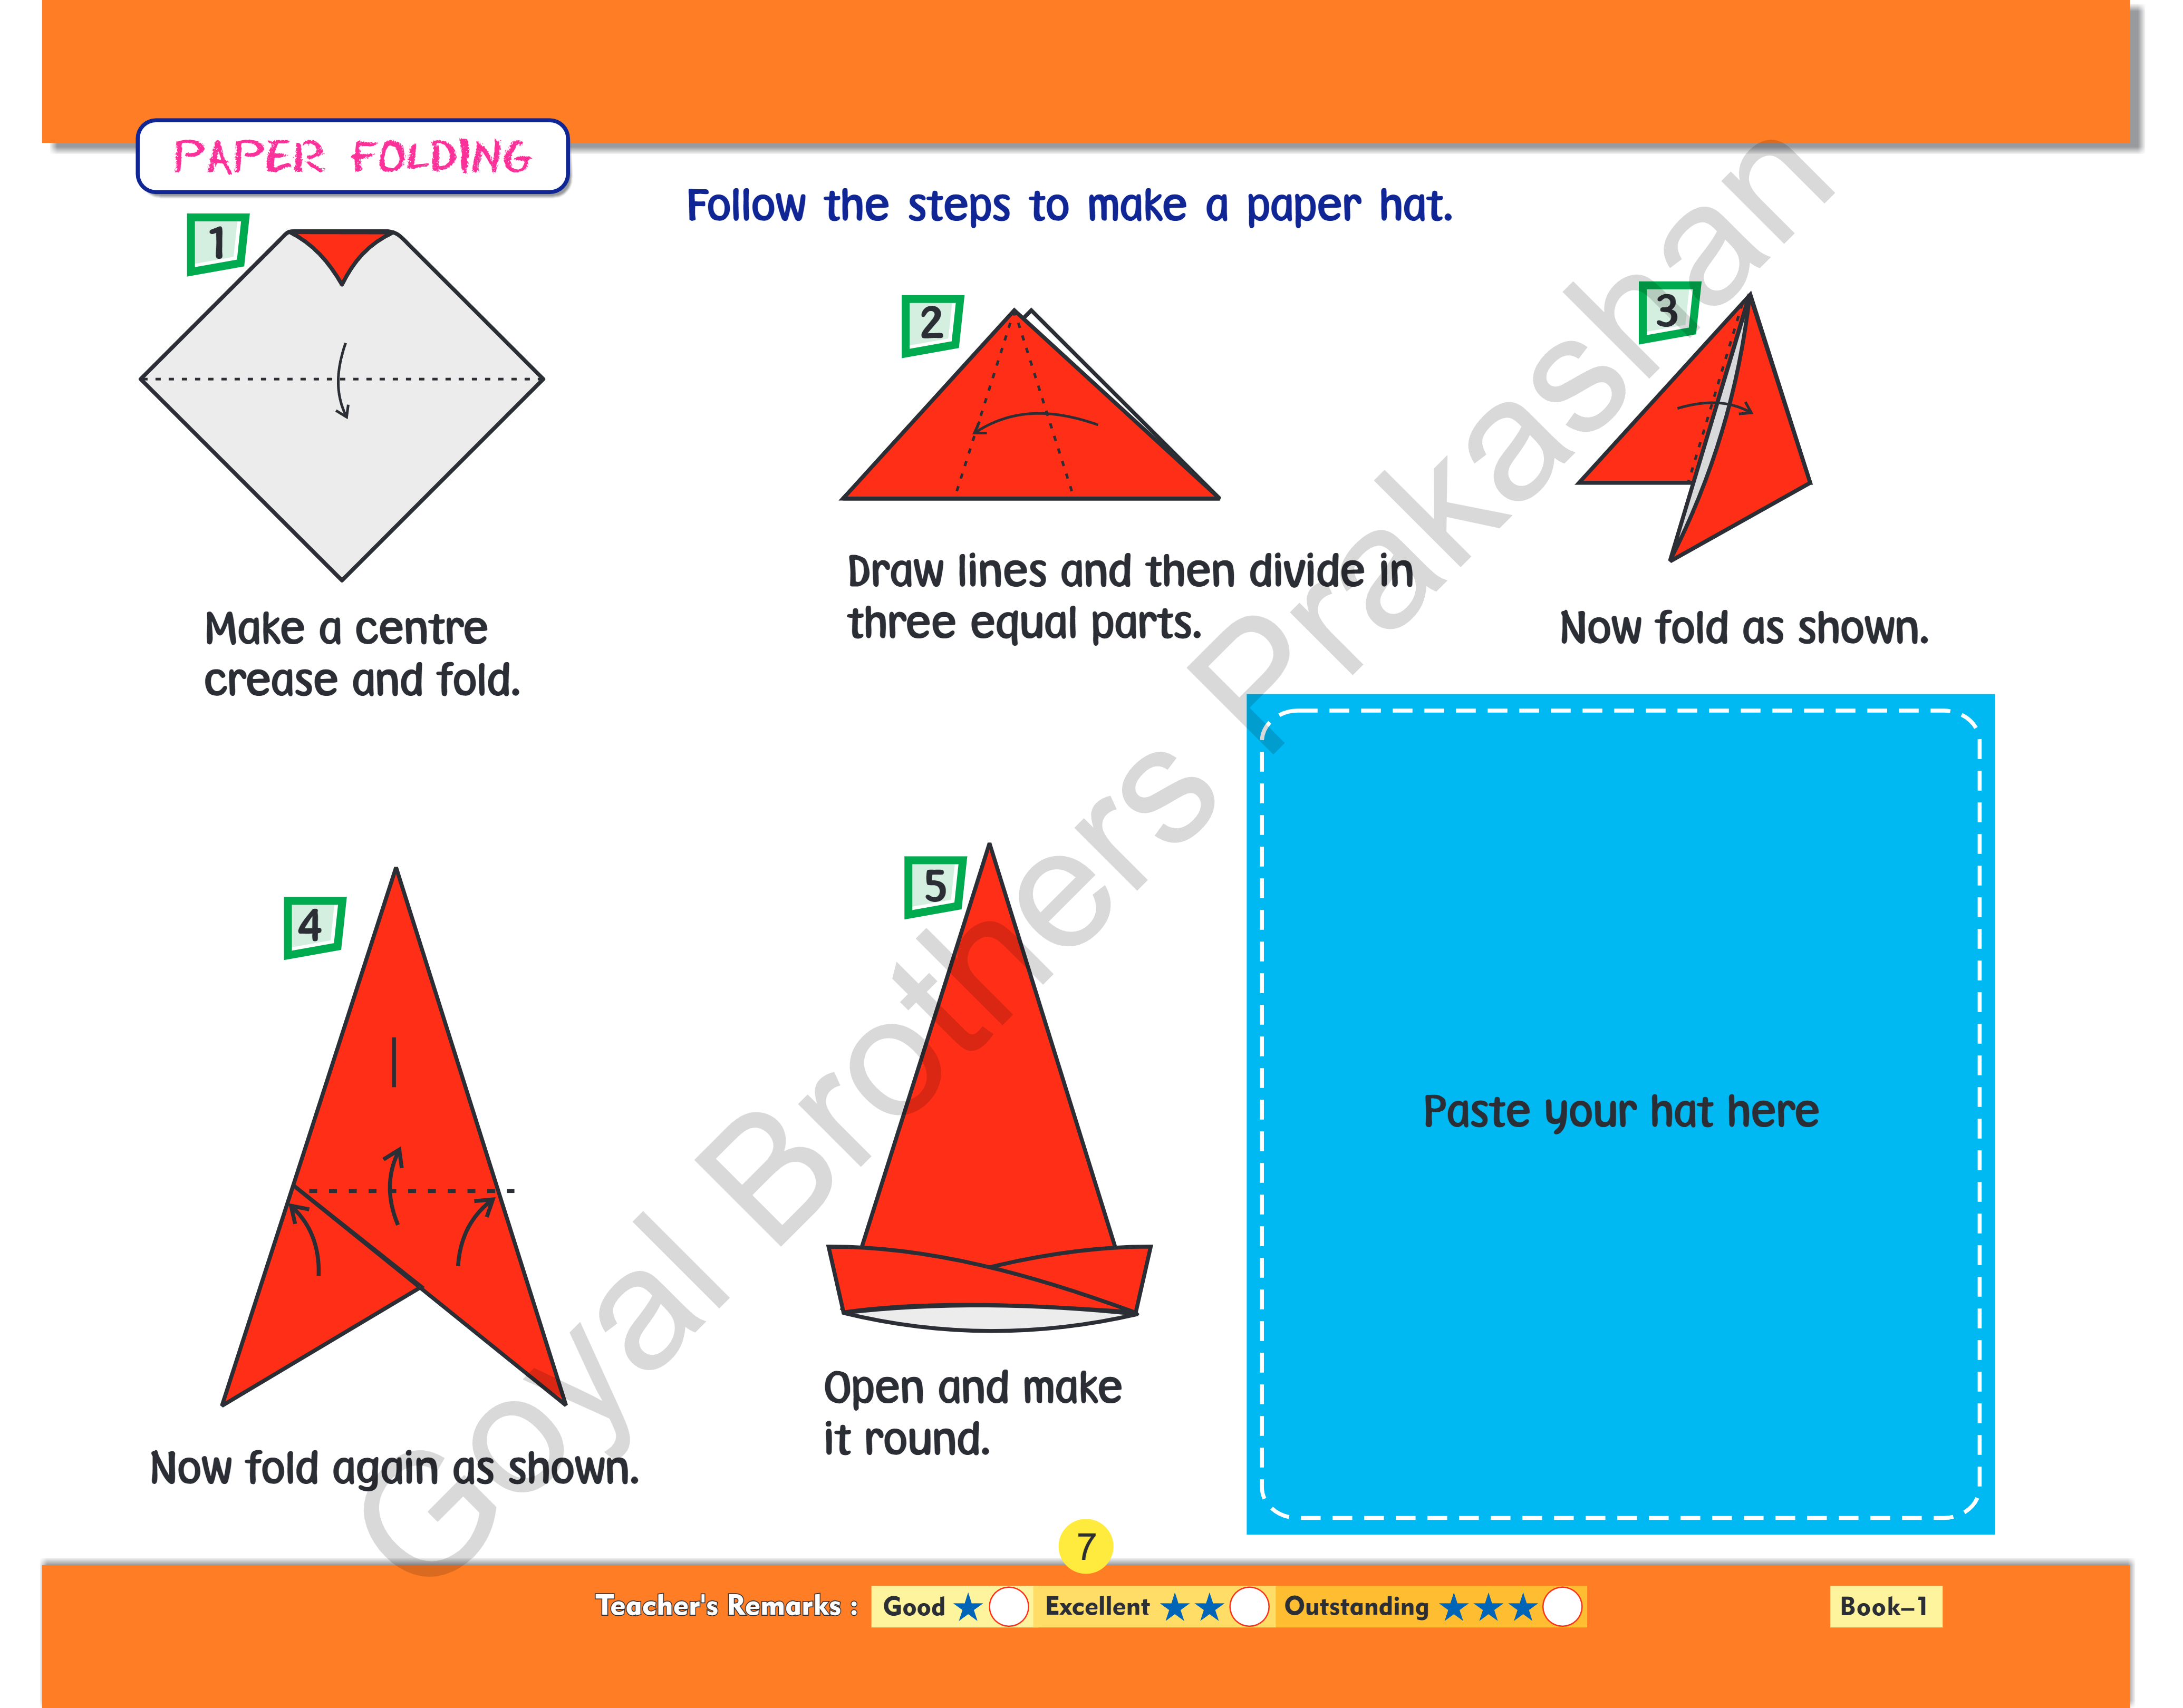 PAPER FOLDING
Follow the steps to make a paper hat.
1
Make a centre
crease and fold.
2
Draw lines and then divide in
three equal parts.
3
Now fold as shown.
4
Now fold again as shown.
5
Open and make
it round.
Paste your hat here
Goyal Brothers Prakashan
7
Teacher's Remarks : Good Excellent Outstanding
Book–1